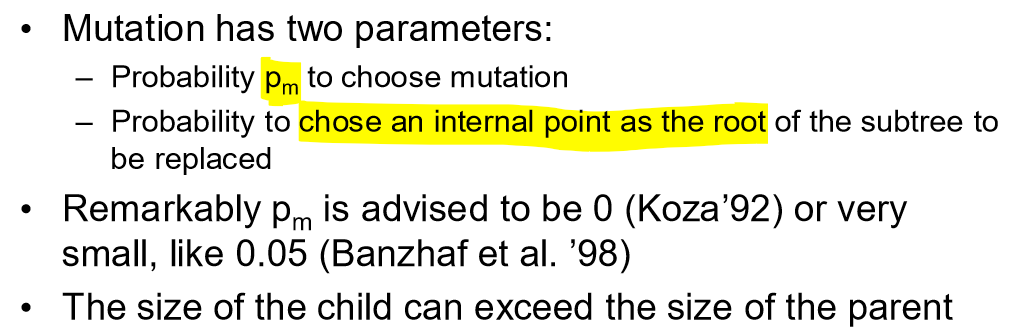 • Mutation has two parameters:
– Probability pm to choose mutation
– Probability to chose an internal point as the root of the subtree to
be replaced
• Remarkably pm is advised to be 0 (Koza’92) or very
small, like 0.05 (Banzhaf et al. ’98)
• The size of the child can exceed the size of the parent